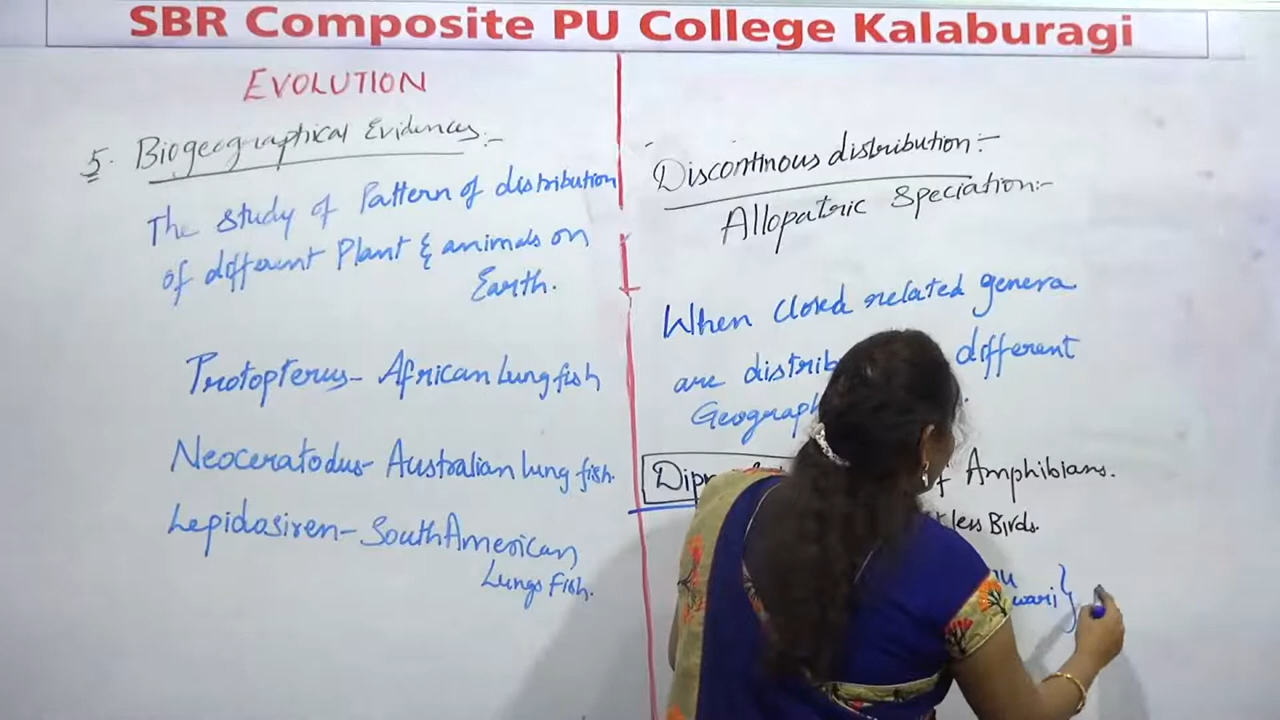 SBR Composite PU College Kalaburagi
EVOLUTION
5. Biogeographical Evidences:-
The study of Pattern of distribution
of different Plant & animals on
Earth.
Protopterus- African Lung fish
Neoceratodus- Australian lung fish.
Lepidosiren- South American
Lungs fish.
Discontinous distribution:-
Allopatric Speciation:-
When Closed related genera
are distrib different
Geograph
Dipn Amphibians.
less Birds.